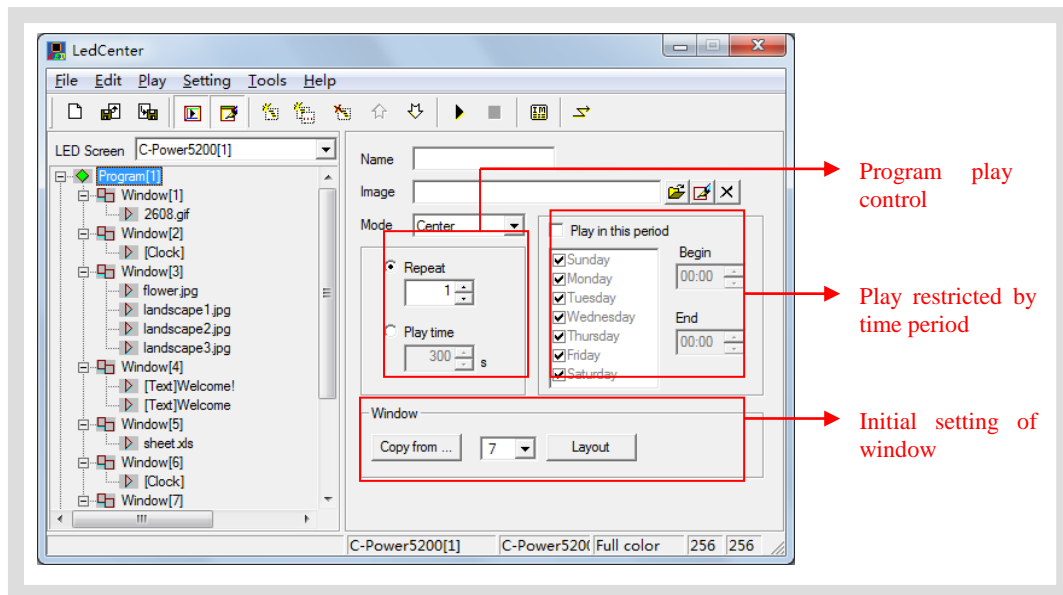 LedCenter
File Edit Play Setting Tools Help
LED Screen C-Power5200[1]
Program[1]
Window[1]
2608.gif
Window[2]
[Clock]
Window[3]
flower.jpg
landscape1.jpg
landscape2.jpg
landscape3.jpg
Window[4]
[Text]Welcome!
[Text]Welcome
Window[5]
sheet.xls
Window[6]
[Clock]
Window[7]
Name
Image
Mode Center
Repeat
1
Play time
300 s
Play in this period
Sunday
Monday
Tuesday
Wednesday
Thursday
Friday
Saturday
Begin
00:00
End
00:00
Window
Copy from ... 7 Layout
C-Power5200[1] C-Power520( Full color 256 256
Program play
control
Play restricted by
time period
Initial setting of
window